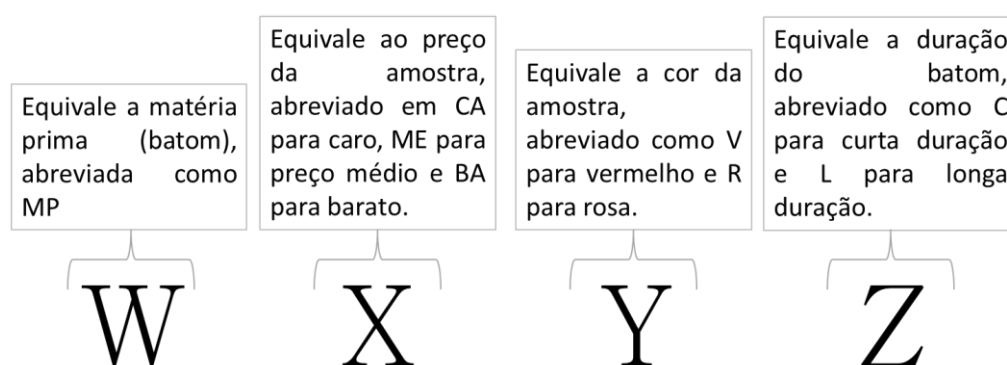 Equivale a matéria
prima (batom),
abreviada como
MP
Equivale ao preço
da amostra,
abreviado em CA
para caro, ME para
preço médio e BA
para barato.
Equivale a cor da
amostra,
abreviado como V
para vermelho e R
para rosa.
Equivale a duração
do batom,
abreviado como C
para curta duração
e L para longa
duração.
W X Y Z